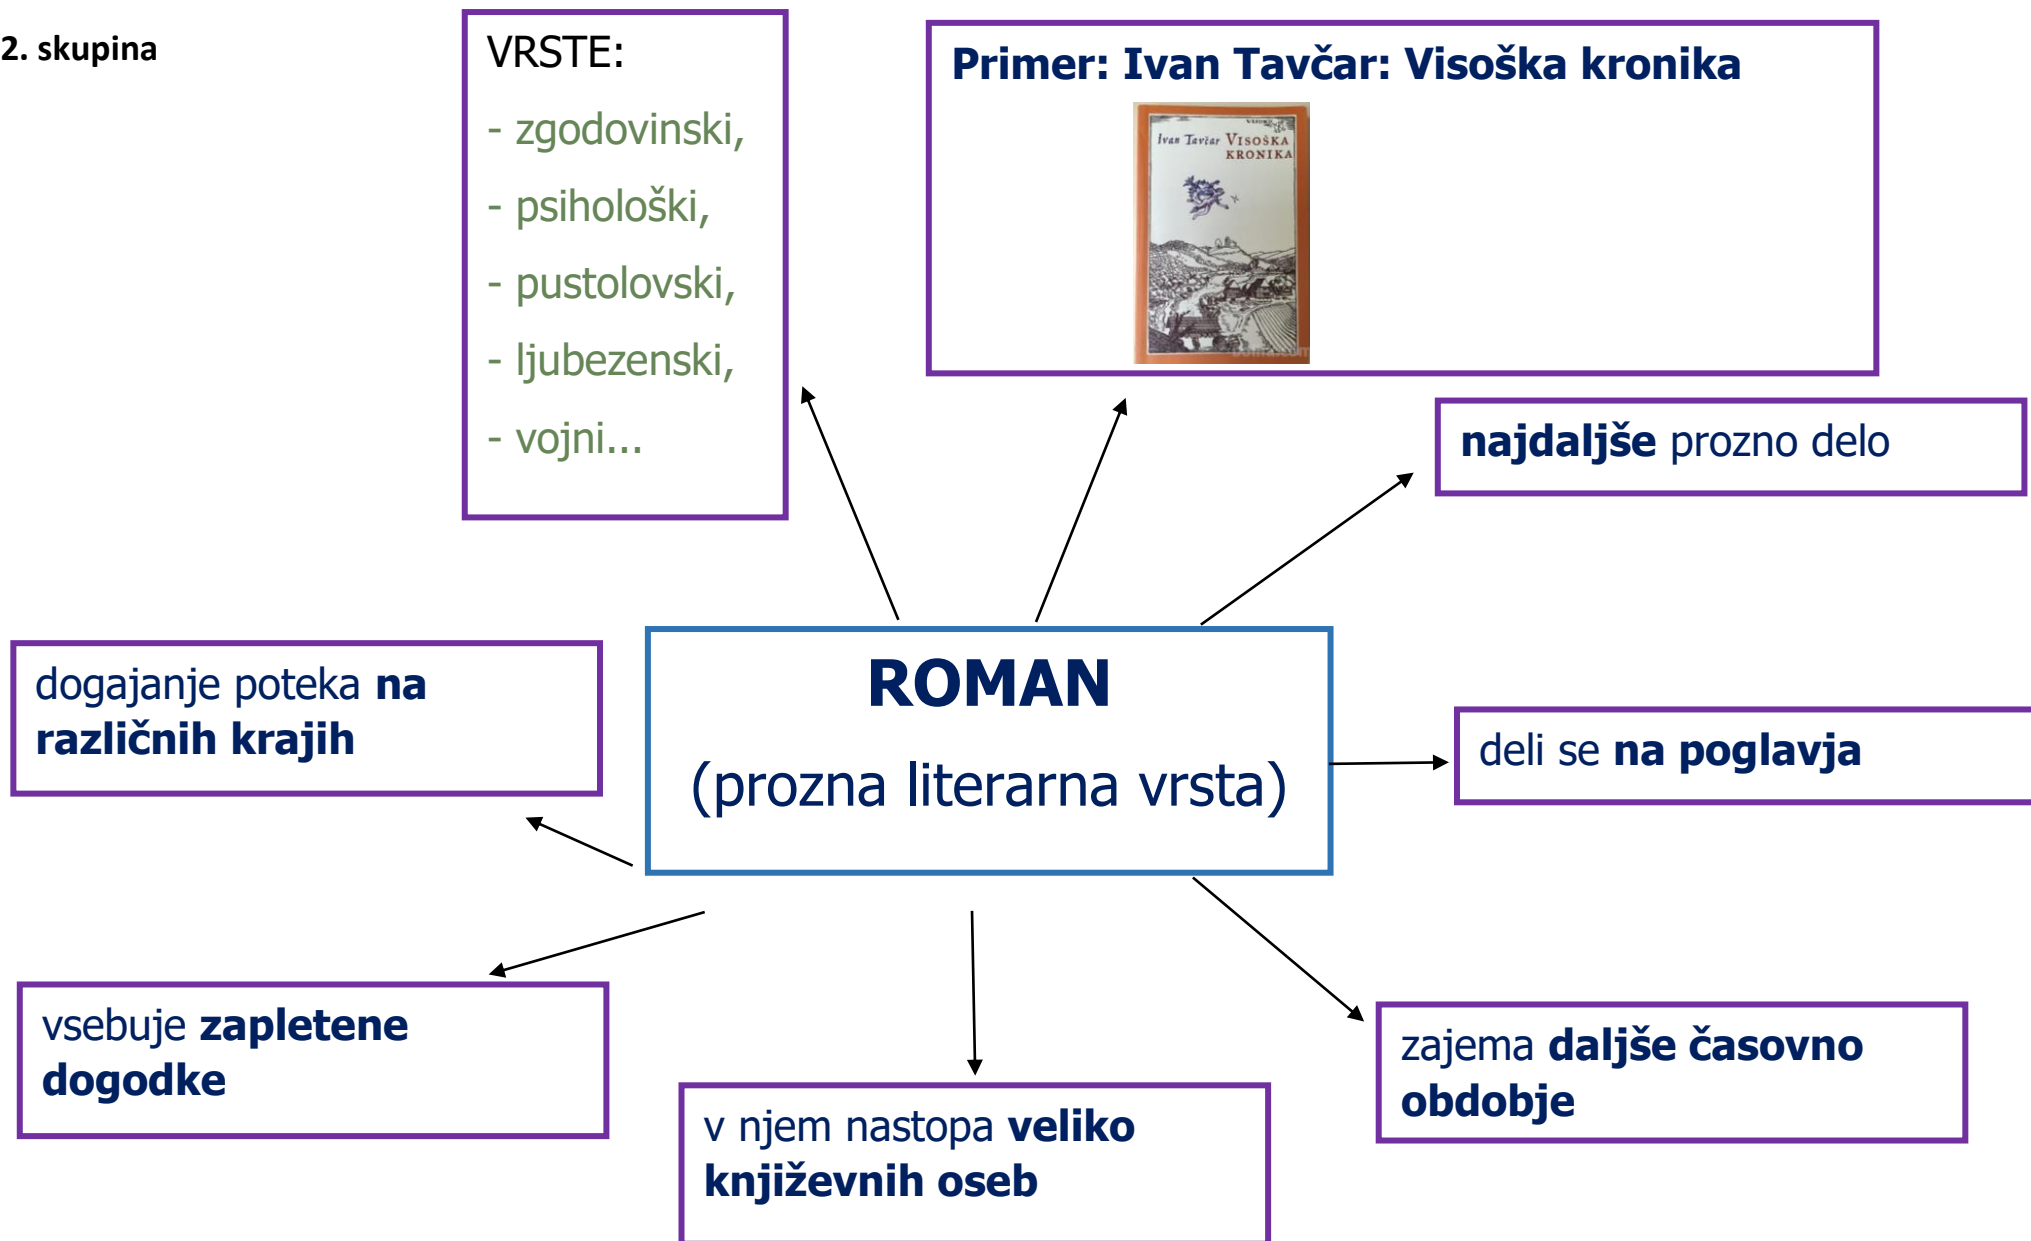 2. skupina
VRSTE:
- zgodovinski,
- psihološki,
- pustolovski,
- ljubezenski,
- vojni...
Primer: Ivan Tavčar: Visoška kronika
Ivan Tavčar VISOŠKA
KRONIKA
najdaljše prozno delo
dogajanje poteka na
različnih krajih
ROMAN
(prozna literarna vrsta)
deli se na poglavja
vsebuje zapletene
dogodke
v njem nastopa veliko
književnih oseb
zajema daljše časovno
obdobje